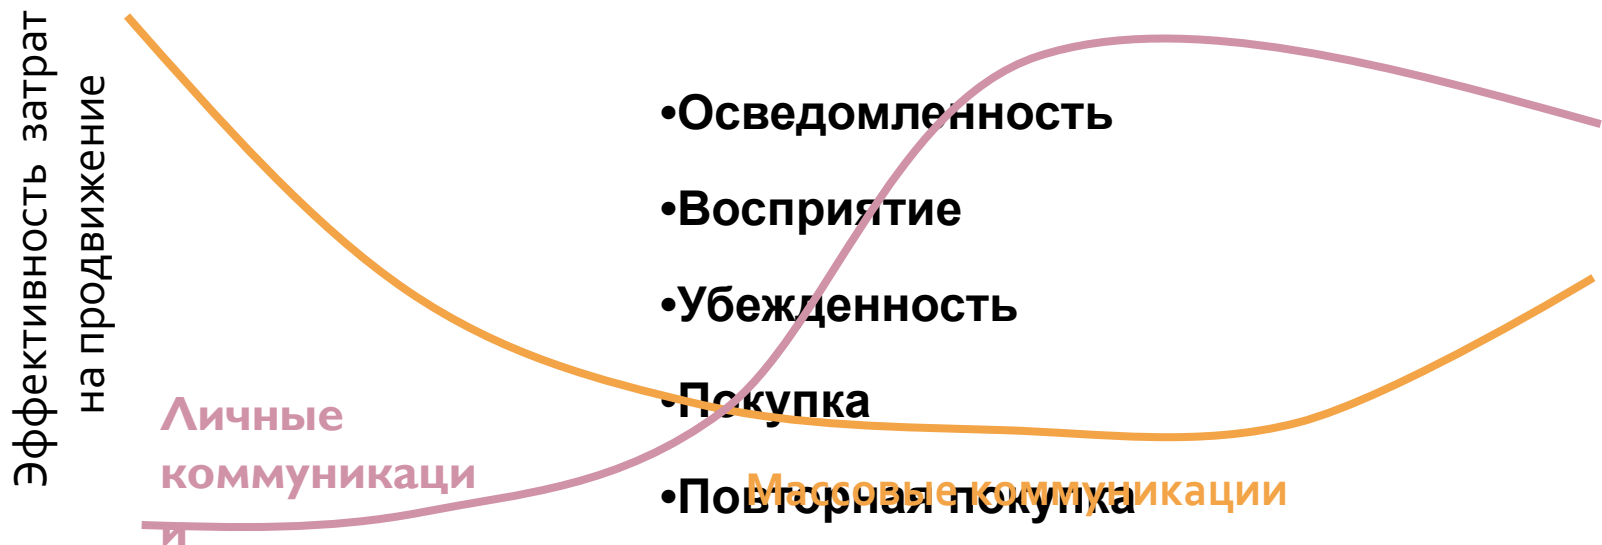 Эффективность затрат
на продвижение
•Осведомленность
•Восприятие
•Убежденность
•Покупка
•Повторная покупка
Личные
коммуникаци
и
Массовые коммуникации